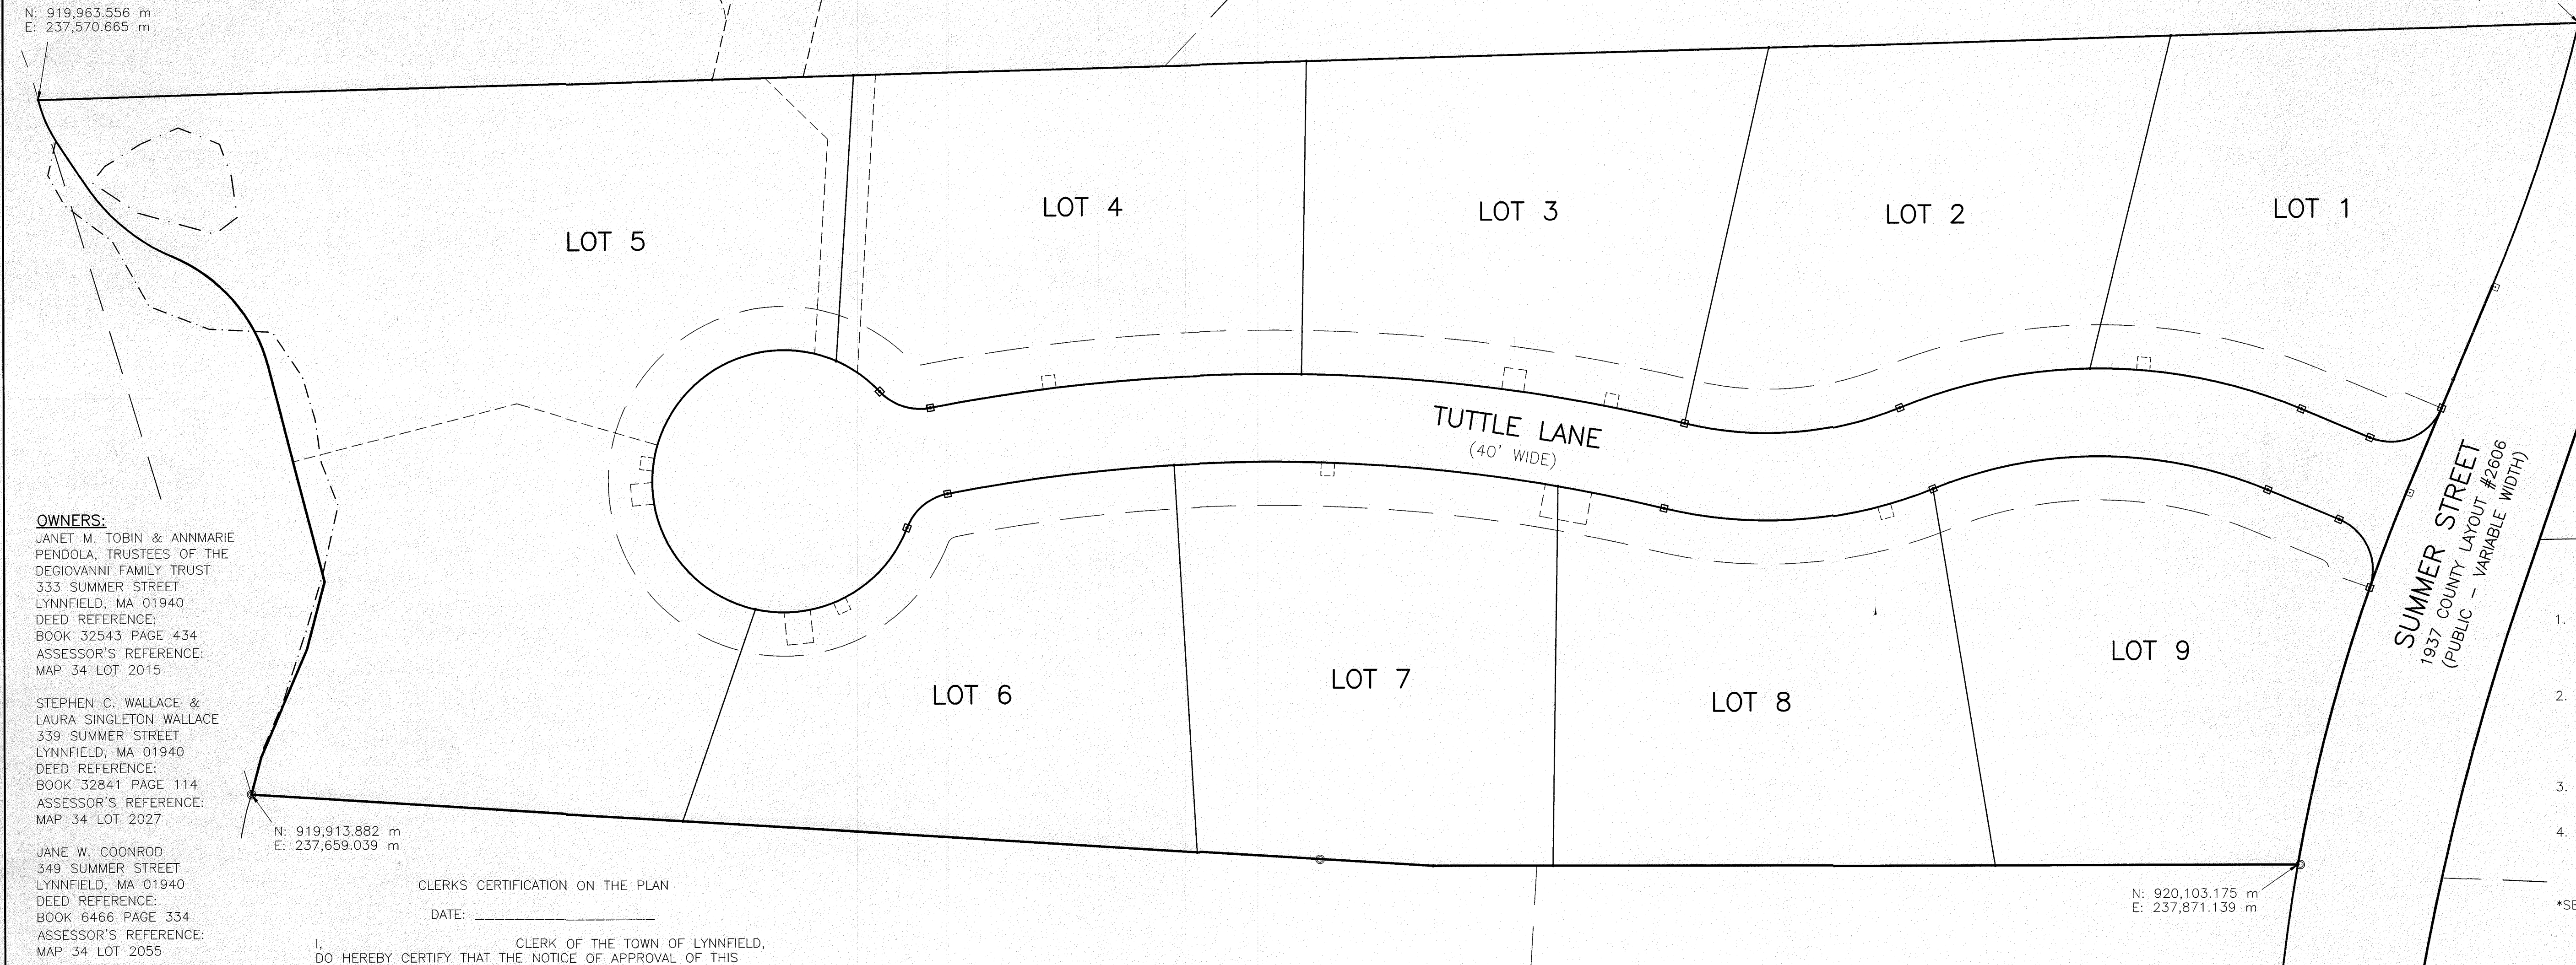 N: 919,963.556 m
E: 237,570.665 m
LOT 5
LOT 4
LOT 3
LOT 2
LOT 1
TUTTLE LANE
(40' WIDE)
SUMMER STREET
1937 COUNTY LAYOUT #2606
(PUBLIC - VARIABLE WIDTH)
LOT 6
LOT 7
LOT 8
LOT 9
OWNERS:
JANET M. TOBIN & ANNMARIE
PENDOLA, TRUSTEES OF THE
DEGIOVANNI FAMILY TRUST
333 SUMMER STREET
LYNNFIELD, MA 01940
DEED REFERENCE:
BOOK 32543 PAGE 434
ASSESSOR'S REFERENCE:
MAP 34 LOT 2015
STEPHEN C. WALLACE &
LAURA SINGLETON WALLACE
339 SUMMER STREET
LYNNFIELD, MA 01940
DEED REFERENCE:
BOOK 32841 PAGE 114
ASSESSOR'S REFERENCE:
MAP 34 LOT 2027
JANE W. COONROD
349 SUMMER STREET
LYNNFIELD, MA 01940
DEED REFERENCE:
BOOK 6466 PAGE 334
ASSESSOR'S REFERENCE:
MAP 34 LOT 2055
N: 919,913.882 m
E: 237,659.039 m
CLERKS CERTIFICATION ON THE PLAN
DATE: ___________________
I, CLERK OF THE TOWN OF LYNNFIELD,
DO HEREBY CERTIFY THAT THE NOTICE OF APPROVAL OF THIS
N: 920,103.175 m
E: 237,871.139 m
1.
2.
3.
4.